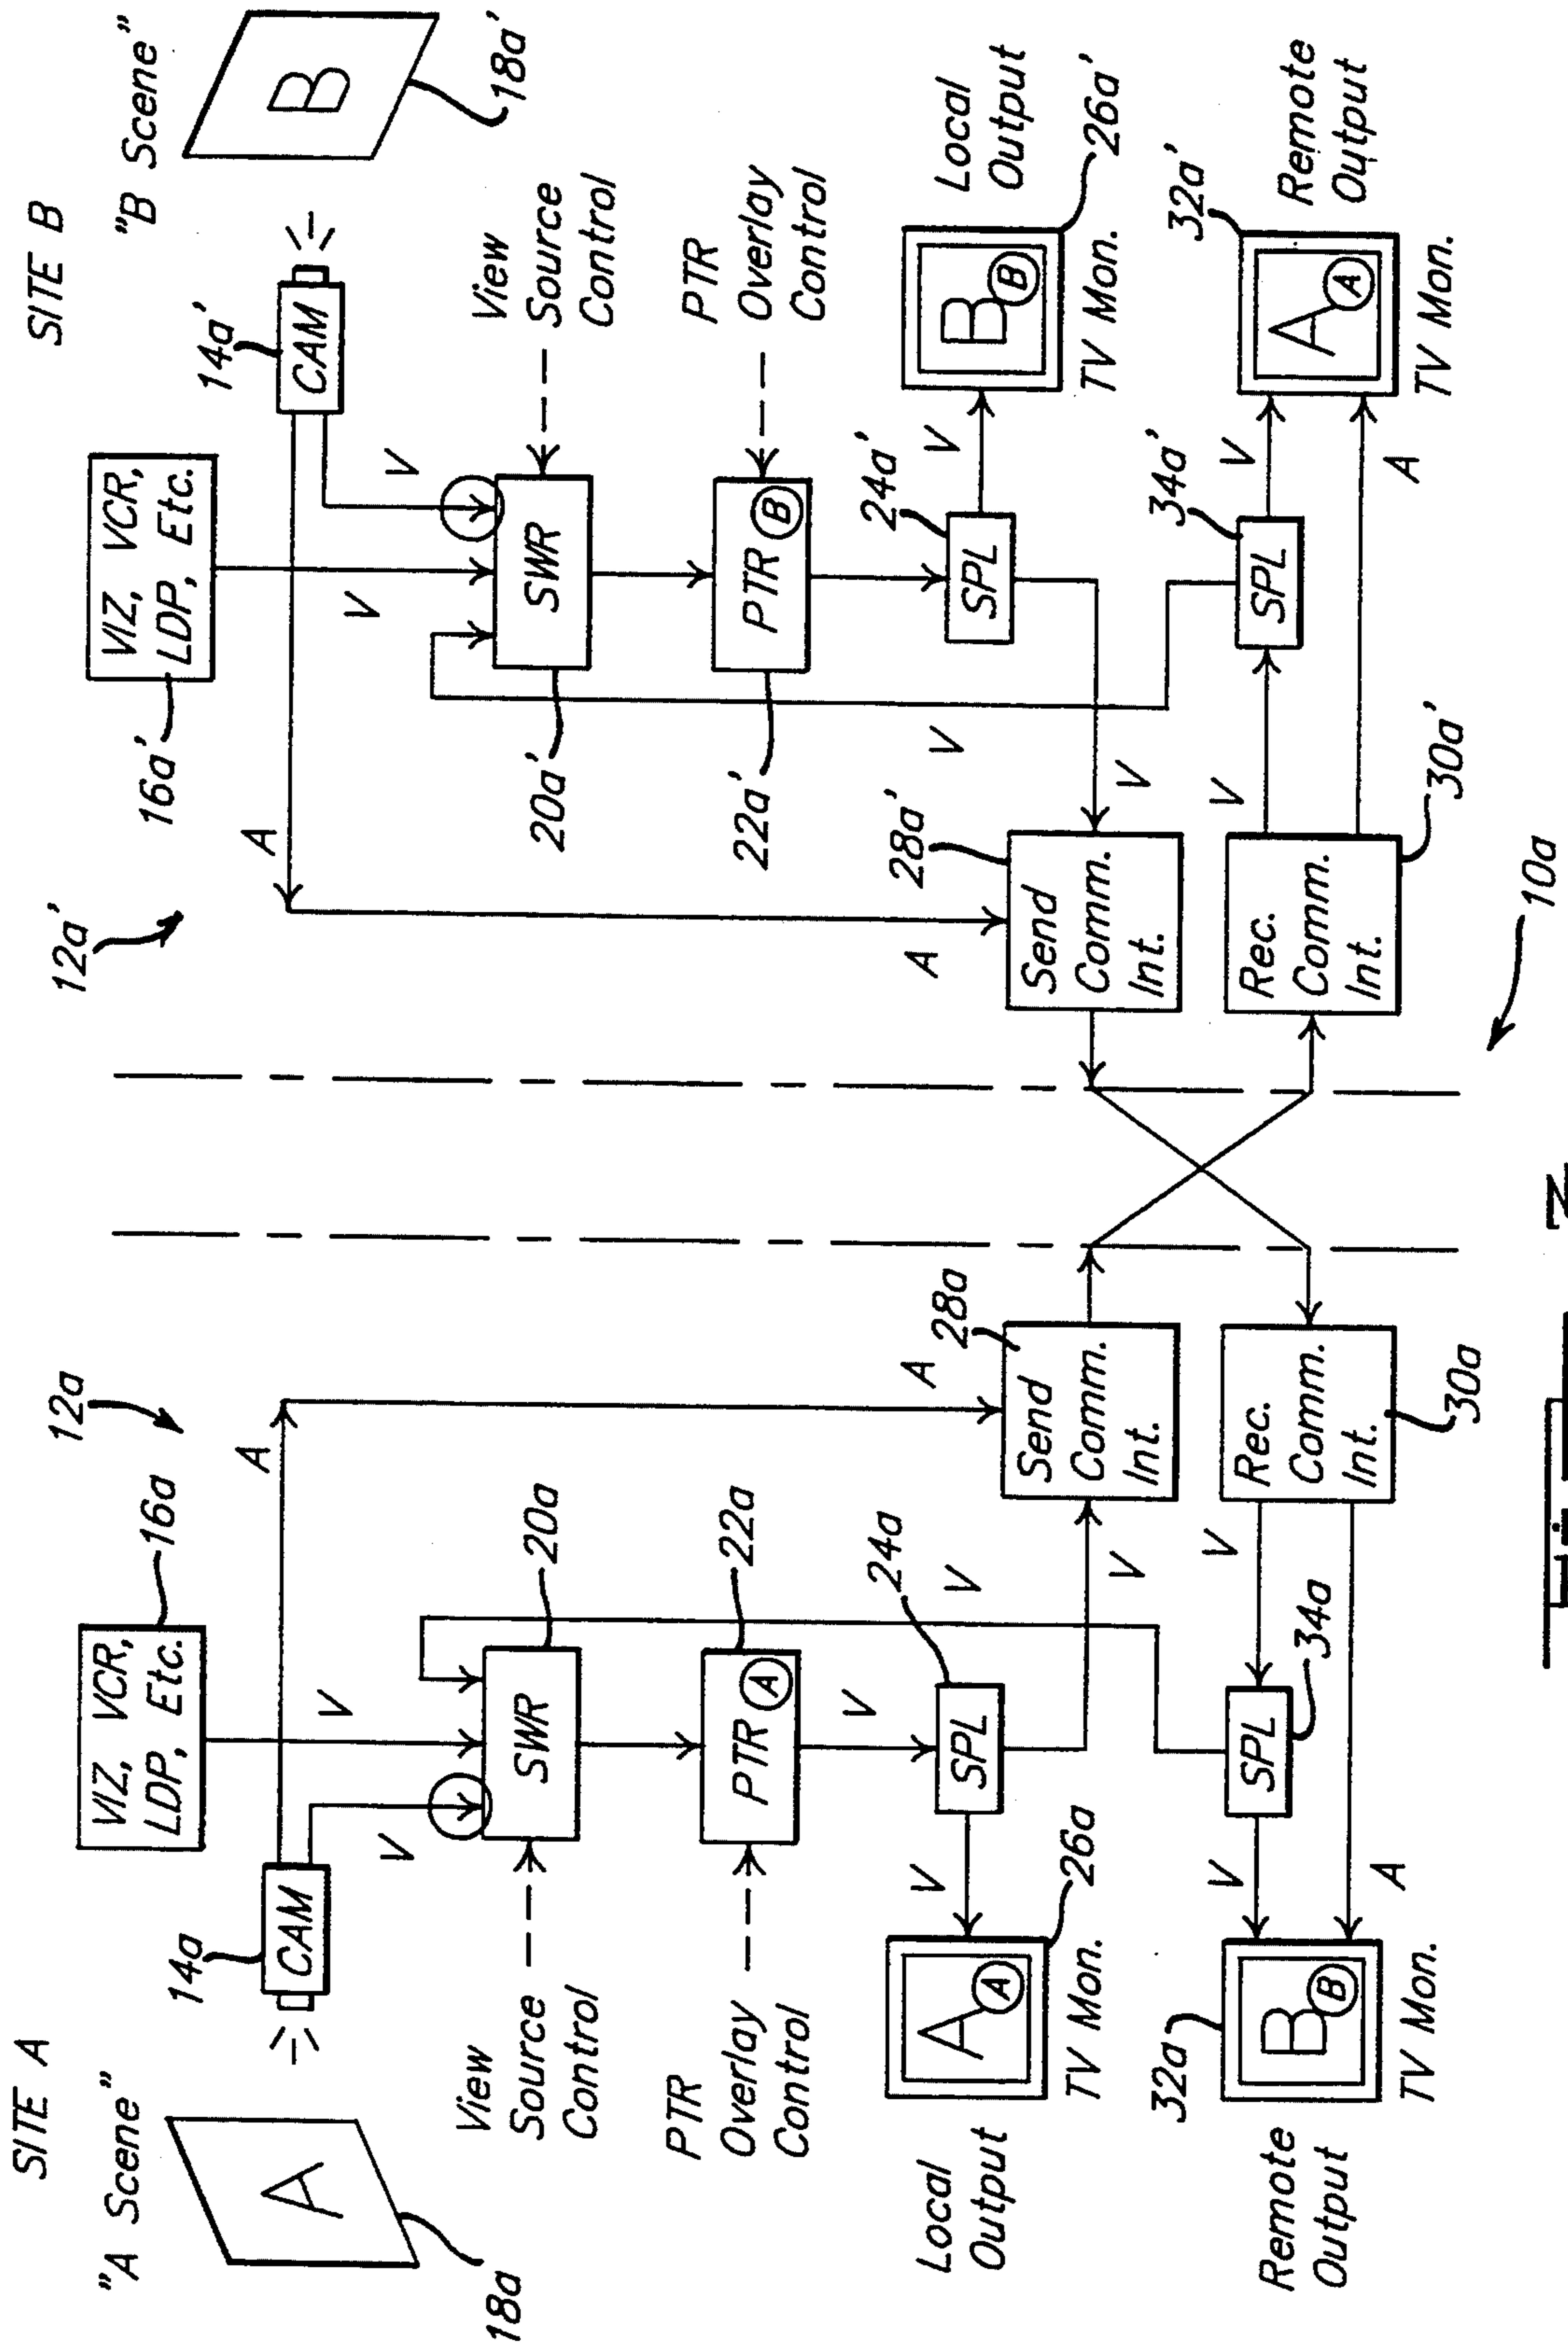 SITE A
"A Scene"
A
18a
14a
CAM
VIZ, VCR,
LDP, Etc.
16a
12a
A
V
V
View
Source
Control
SWR
20a
PTR
Overlay
Control
PTR A
22a
V
24a
SPL
V
V
V
A
Send
Comm.
Int.
28a
Local
Output
A
A
26a
TV Mon.
Remote
Output
32a
B
B
TV Mon.
V
A
SPL
34a
V
Rec.
Comm.
Int.
30a
SITE B
"B Scene"
B
18a'
14a'
CAM
VIZ, VCR,
LDP, Etc.
16a'
12a'
A
V
V
View
Source
Control
SWR
20a'
PTR
Overlay
Control
PTR B
22a'
24a'
SPL
V
V
V
A
Send
Comm.
Int.
28a'
Local
Output
B
B
26a'
TV Mon.
Remote
Output
32a'
A
A
TV Mon.
V
A
SPL
34a'
V
Rec.
Comm.
Int.
30a'
10a